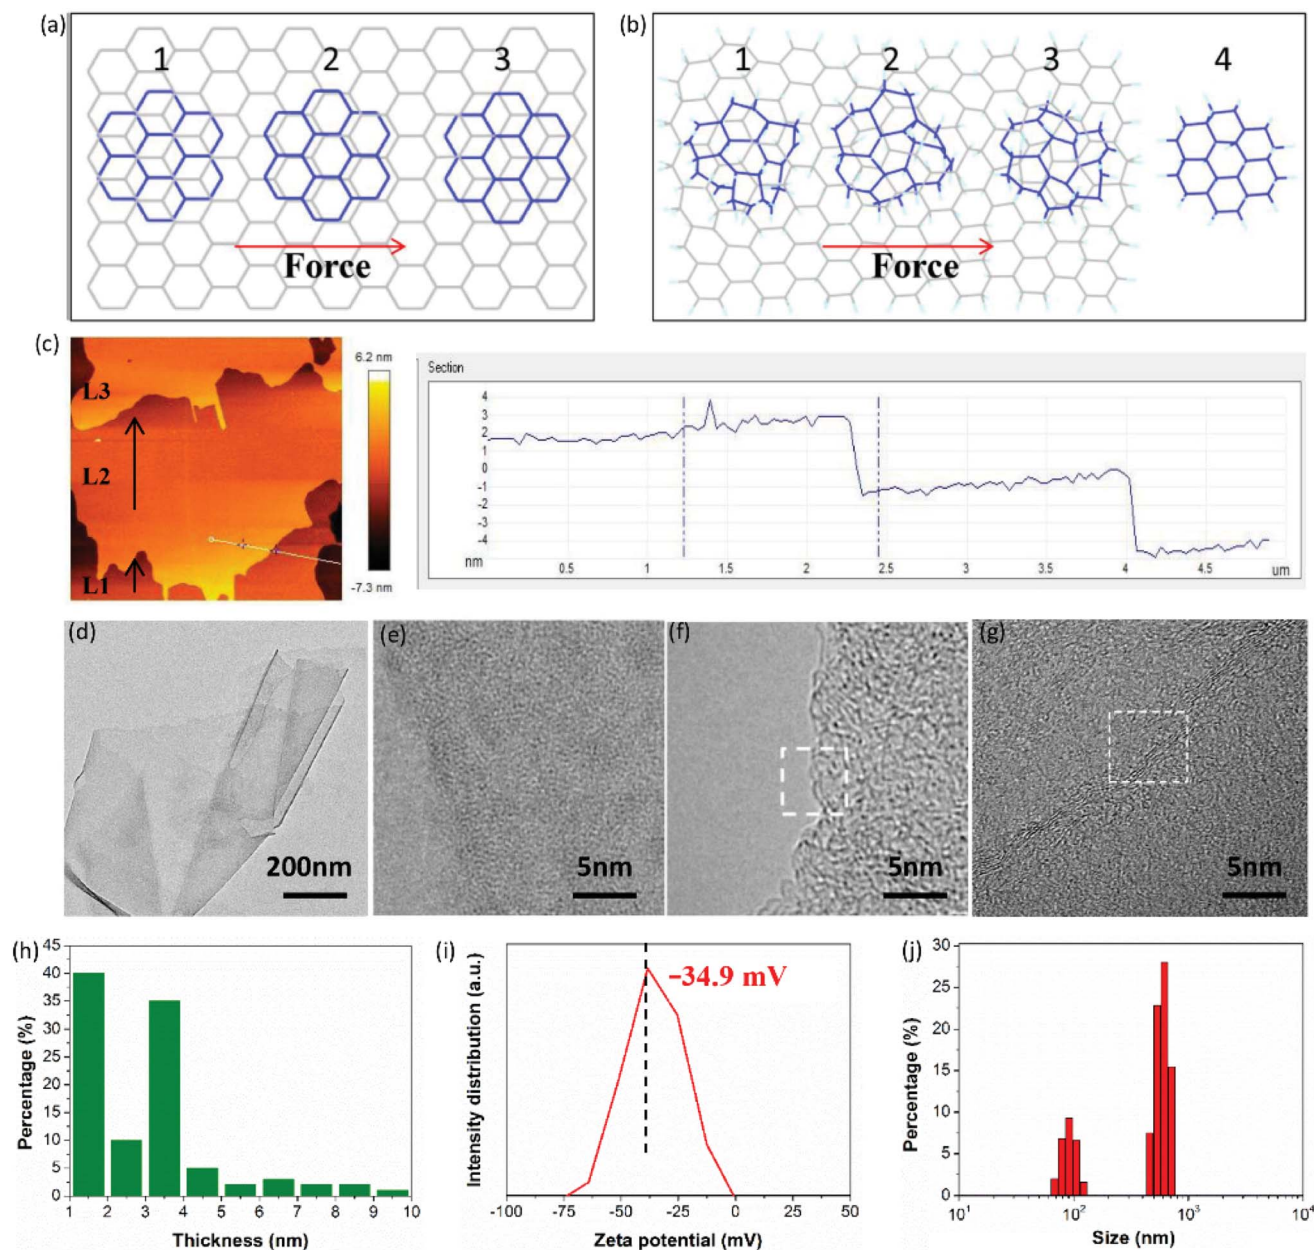 (a)
1 2 3
Force
(b)
1 2 3 4
Force
(c)
L3
L2
L1
6.2 nm
-7.3 nm
Section
4
3
2
1
0
-1
-2
-3
-4
nm
0.5 1 1.5 2 2.5 3 3.5 4 4.5 um
(d)
200nm
(e)
5nm
(f)
5nm
(g)
5nm
(h)
Percentage (%)
45
40
35
30
25
20
15
10
5
0
1 2 3 4 5 6 7 8 9 10
Thickness (nm)
(i)
Intensity distribution (a.u.)
−34.9 mV
-100 -75 -50 -25 0 25 50
Zeta potential (mV)
(j)
Percentage (%)
30
25
20
15
10
5
0
10¹ 10² 10³ 10⁴
Size (nm)